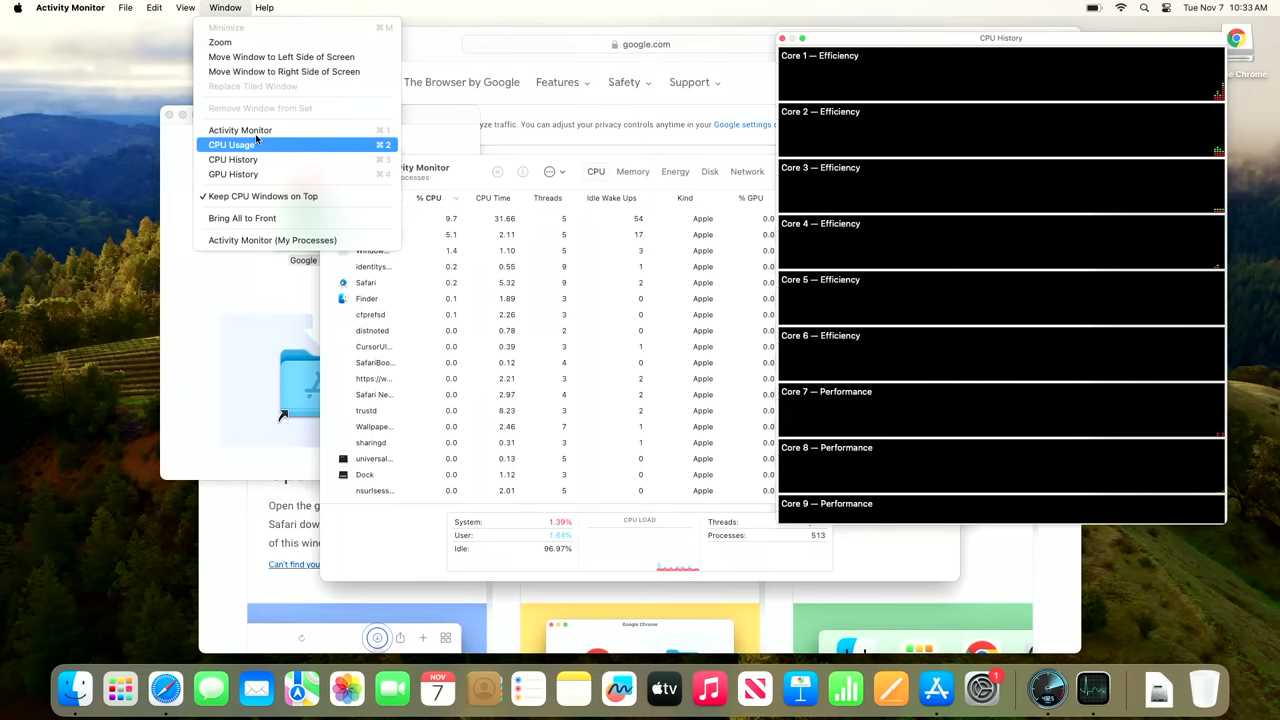 Activity Monitor File Edit View Window Help
Tue Nov 7 10:33 AM
Minimize ⌘ M
Zoom
Move Window to Left Side of Screen
Move Window to Right Side of Screen
Replace Tiled Window
Remove Window from Set
Activity Monitor ⌘ 1
CPU Usage ⌘ 2
CPU History ⌘ 3
GPU History ⌘ 4
✓ Keep CPU Windows on Top
Bring All to Front
Activity Monitor (My Processes)
google.com
The Browser by Google Features Safety Support
yze traffic. You can adjust your privacy controls anytime in your Google settings
Google
ivity Monitor
ocesses
CPU Memory Energy Disk Network
% CPU CPU Time Threads Idle Wake Ups Kind % GPU
9.7 31.66 5 54 Apple 0.0
5.1 2.11 5 17 Apple 0.0
Window... 1.4 1.10 5 3 Apple 0.0
identitys... 0.2 0.55 9 1 Apple 0.0
Safari 0.2 5.32 9 2 Apple 0.0
Finder 0.1 1.89 3 0 Apple 0.0
cfprefsd 0.1 2.26 3 0 Apple 0.0
distnoted 0.0 0.78 2 0 Apple 0.0
CursorUI... 0.0 0.39 3 1 Apple 0.0
SafariBoo... 0.0 0.12 4 0 Apple 0.0
https://w... 0.0 2.21 3 2 Apple 0.0
Safari Ne... 0.0 2.97 4 2 Apple 0.0
trustd 0.0 8.23 3 2 Apple 0.0
Wallpape... 0.0 2.46 7 1 Apple 0.0
sharingd 0.0 0.31 3 1 Apple 0.0
universal... 0.0 0.13 5 0 Apple 0.0
Dock 0.0 1.12 3 0 Apple 0.0
nsurlsess... 0.0 2.01 5 0 Apple 0.0
System: 1.39%
User: 1.64%
Idle: 96.97%
CPU LOAD
Threads:
Processes: 513
CPU History
Core 1 — Efficiency
Core 2 — Efficiency
Core 3 — Efficiency
Core 4 — Efficiency
Core 5 — Efficiency
Core 6 — Efficiency
Core 7 — Performance
Core 8 — Performance
Core 9 — Performance
e Chrome
Open the g
Safari dow
of this wine
Can't find you
Google Chrome
NOV
7
tv
1